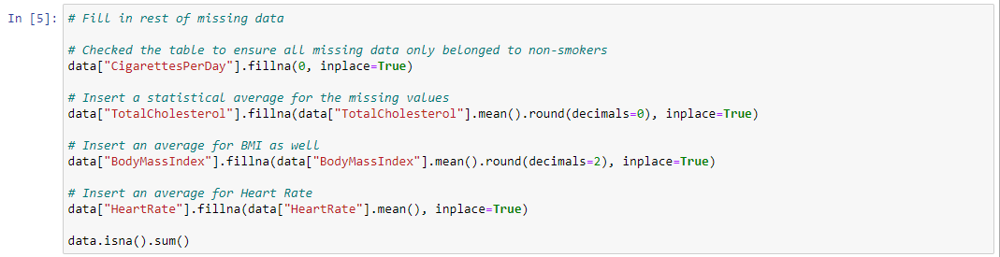 In [5]: # Fill in rest of missing data
# Checked the table to ensure all missing data only belonged to non-smokers
data["CigarettesPerDay"].fillna(0, inplace=True)
# Insert a statistical average for the missing values
data["TotalCholesterol"].fillna(data["TotalCholesterol"].mean().round(decimals=0), inplace=True)
# Insert an average for BMI as well
data["BodyMassIndex"].fillna(data["BodyMassIndex"].mean().round(decimals=2), inplace=True)
# Insert an average for Heart Rate
data["HeartRate"].fillna(data["HeartRate"].mean(), inplace=True)
data.isna().sum()